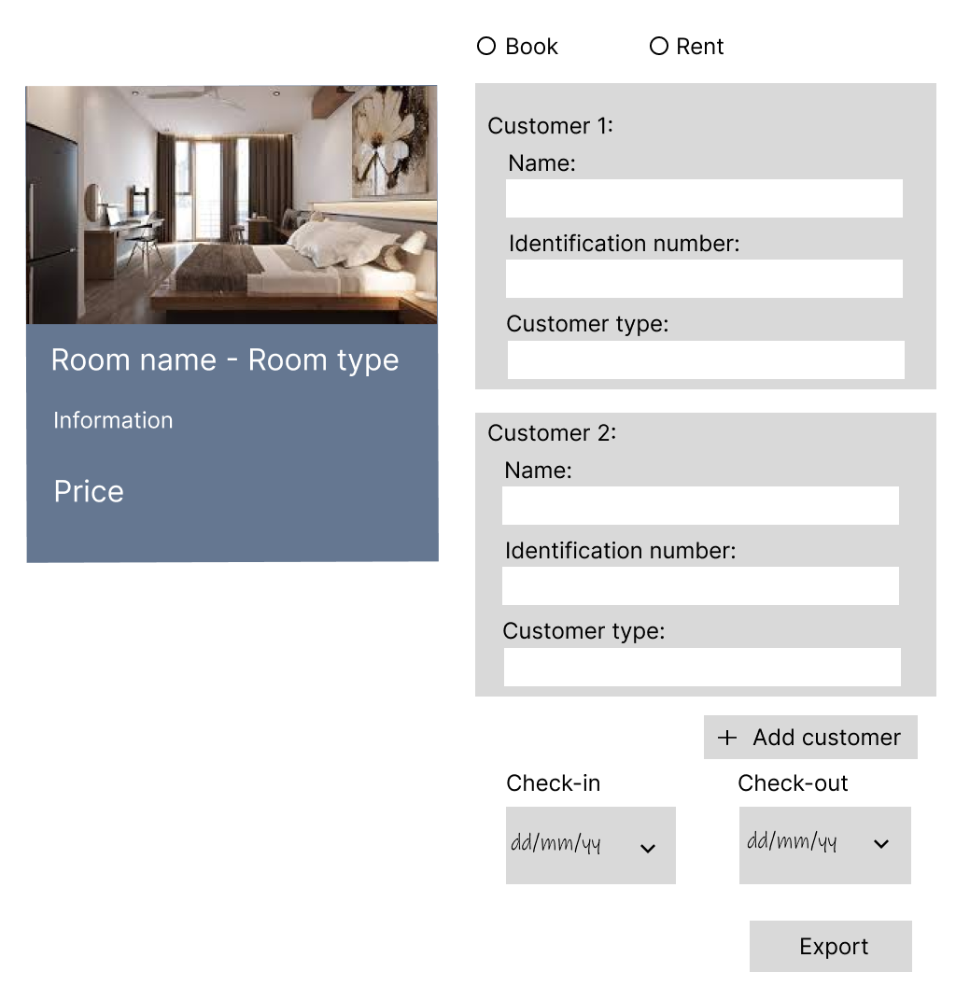 Book
Rent
Room name - Room type
Information
Price
Customer 1:
Name:
Identification number:
Customer type:
Customer 2:
Name:
Identification number:
Customer type:
+ Add customer
Check-in
Check-out
dd/mm/yy
dd/mm/yy
Export